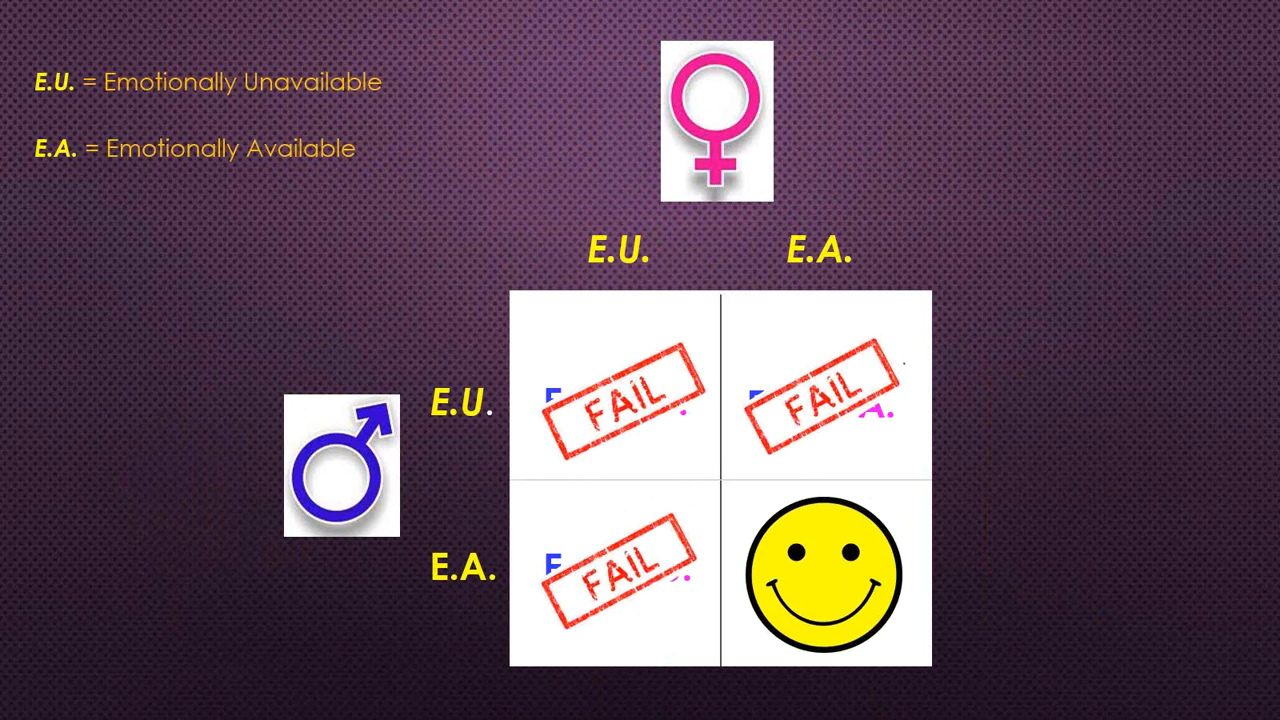 E.U. = Emotionally Unavailable
E.A. = Emotionally Available
E.U. E.A.
E.U.
FAIL FAIL
A.
E.A.
FAIL